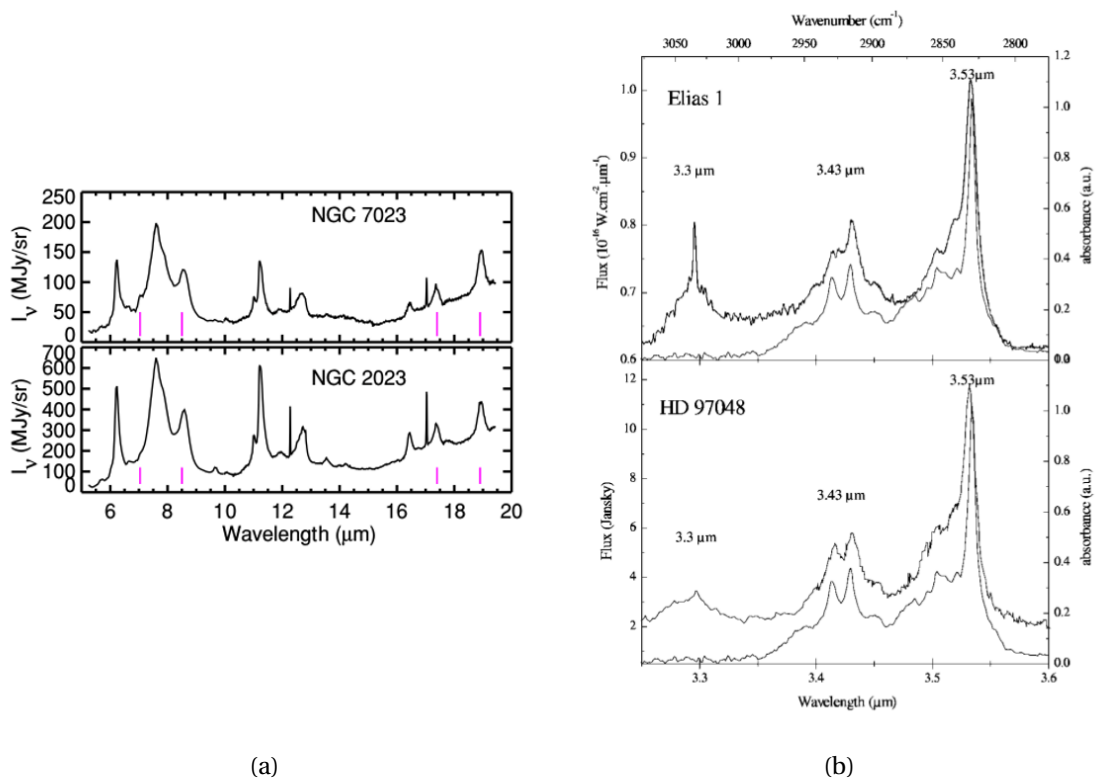 NGC 7023
I_ν (MJy/sr)
250
200
150
100
50
0
NGC 2023
I_ν (MJy/sr)
700
600
500
400
300
200
100
0
6 8 10 12 14 16 18 20
Wavelength (μm)
(a)
Wavenumber (cm⁻¹)
3050 3000 2950 2900 2850 2800
Elias 1
3.3 μm
3.43 μm
3.53μm
Flux (10⁻¹⁶ W.cm⁻².μm⁻¹)
1.0
0.9
0.8
0.7
0.6
absorbance (a.u.)
1.2
1.0
0.8
0.6
0.4
0.2
HD 97048
3.3 μm
3.43 μm
3.53μm
Flux (Jansky)
12
10
8
6
4
2
absorbance (a.u.)
1.0
0.8
0.6
0.4
0.2
0.0
3.3 3.4 3.5 3.6
Wavelength (μm)
(b)